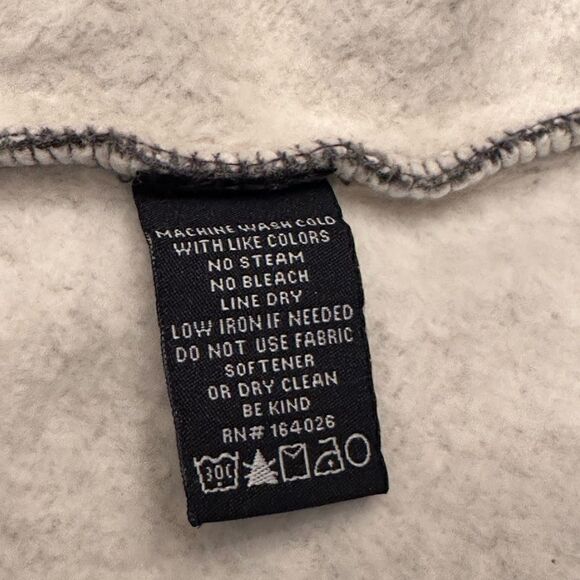 MACHINE WASH COLD
WITH LIKE COLORS
NO STEAM
NO BLEACH
LINE DRY
LOW IRON IF NEEDED
DO NOT USE FABRIC
SOFTENER
OR DRY CLEAN
BE KIND
RN# 164026
30C